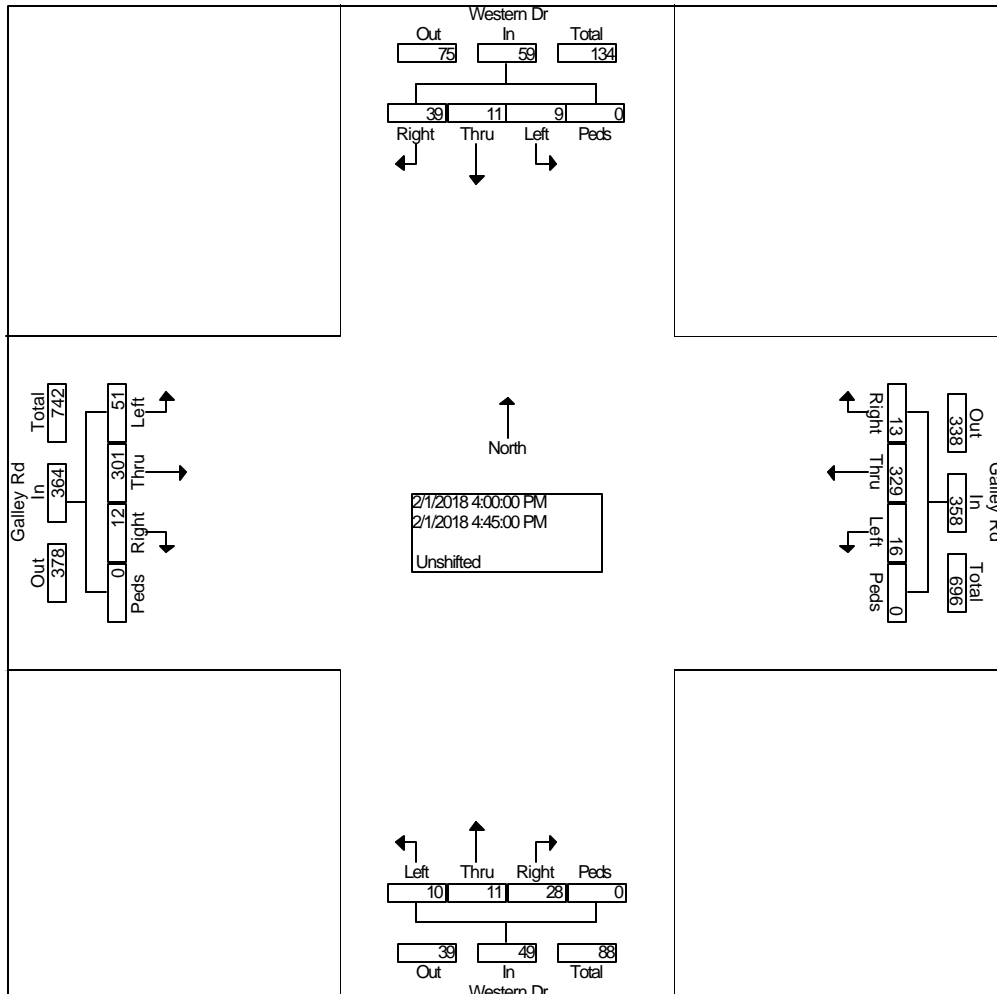 Western Dr
Out In Total
75 59 134
39 11 9 0
Right Thru Left Peds
Galley Rd
Total In Out
742 364 378
51 301 12 0
Left Thru Right Peds
North
2/1/2018 4:00:00 PM
2/1/2018 4:45:00 PM
Unshifted
Right Thru Left Peds
13 329 16 0
Out In Total
338 358 696
Galley Rd
Left Thru Right Peds
10 11 28 0
39 49 88
Out In Total
Western Dr